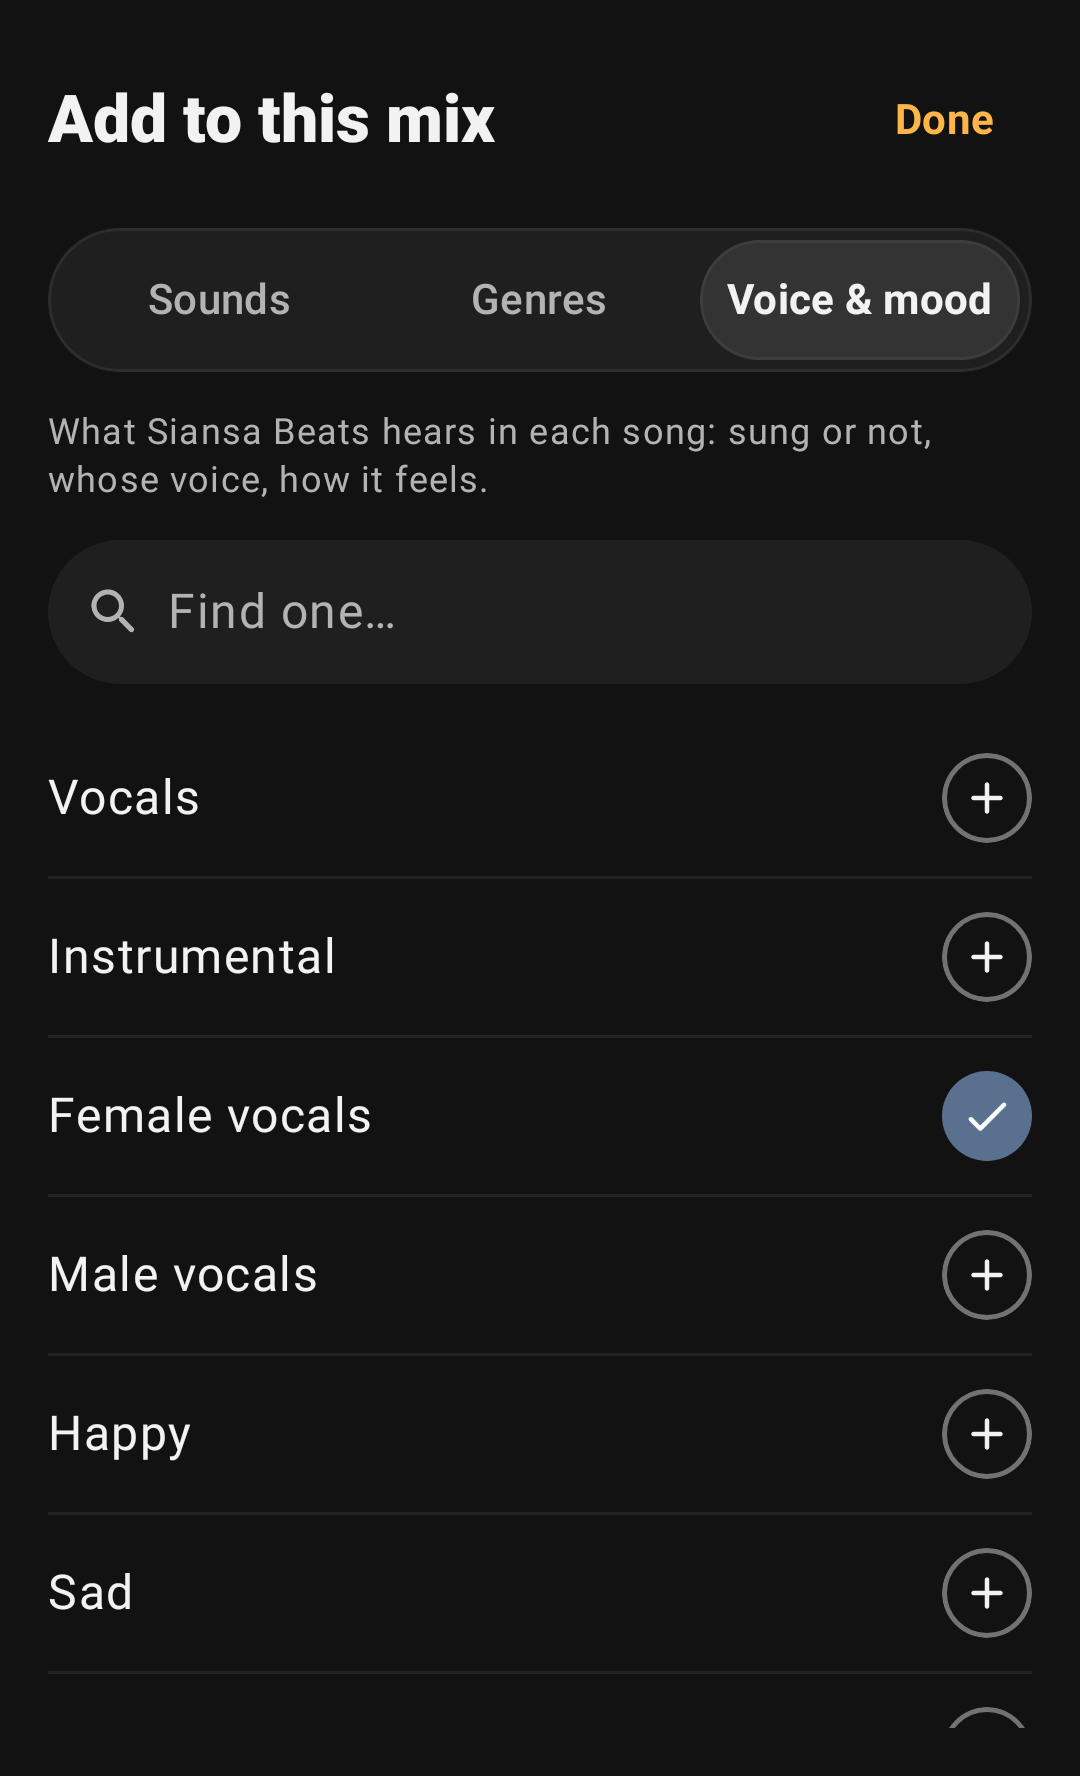 Add to this mix
Done
Sounds
Genres
Voice & mood
What Siansa Beats hears in each song: sung or not,
whose voice, how it feels.
Find one…
Vocals
Instrumental
Female vocals
Male vocals
Happy
Sad